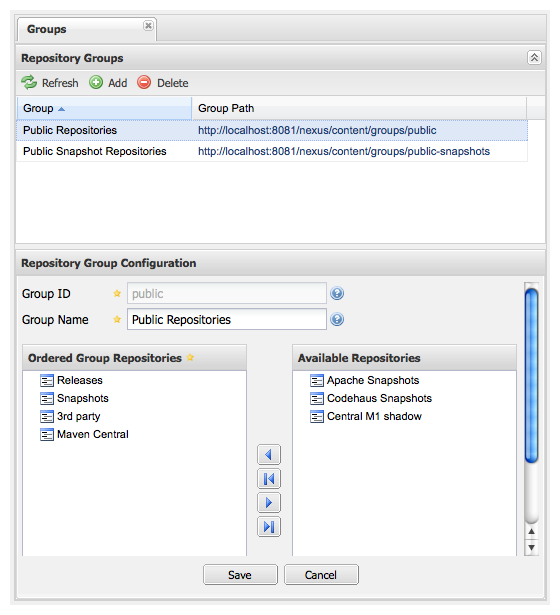 Groups
Repository Groups
Refresh Add Delete
Group Group Path
Public Repositories http://localhost:8081/nexus/content/groups/public
Public Snapshot Repositories http://localhost:8081/nexus/content/groups/public-snapshots
Repository Group Configuration
Group ID public
Group Name Public Repositories
Ordered Group Repositories Available Repositories
Releases Apache Snapshots
Snapshots Codehaus Snapshots
3rd party Central M1 shadow
Maven Central
Save Cancel